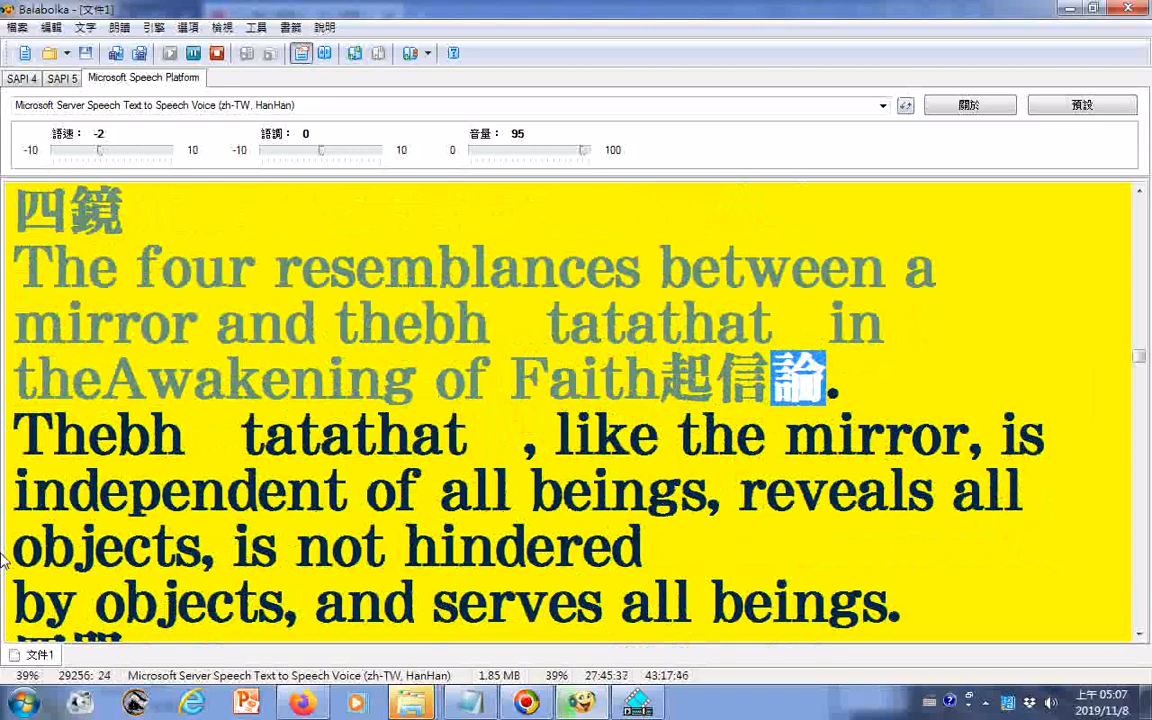 Balabolka - [文件1]
檔案 編輯 文字 朗讀 引擎 選項 檢視 工具 書籤 說明
SAPI 4 SAPI 5 Microsoft Speech Platform
Microsoft Server Speech Text to Speech Voice (zh-TW, HanHan) 關於 預設
語速： -2 語調： 0 音量： 95
-10 10 -10 10 0 100
四鏡
The four resemblances between a
mirror and thebh tatathat in
theAwakening of Faith起信論.
Thebh tatathat , like the mirror, is
independent of all beings, reveals all
objects, is not hindered
by objects, and serves all beings.
文件1
39% 29256: 24 Microsoft Server Speech Text to Speech Voice (zh-TW, HanHan) 1.85 MB 39% 27:45:37 43:17:46
上午 05:07
2019/11/8